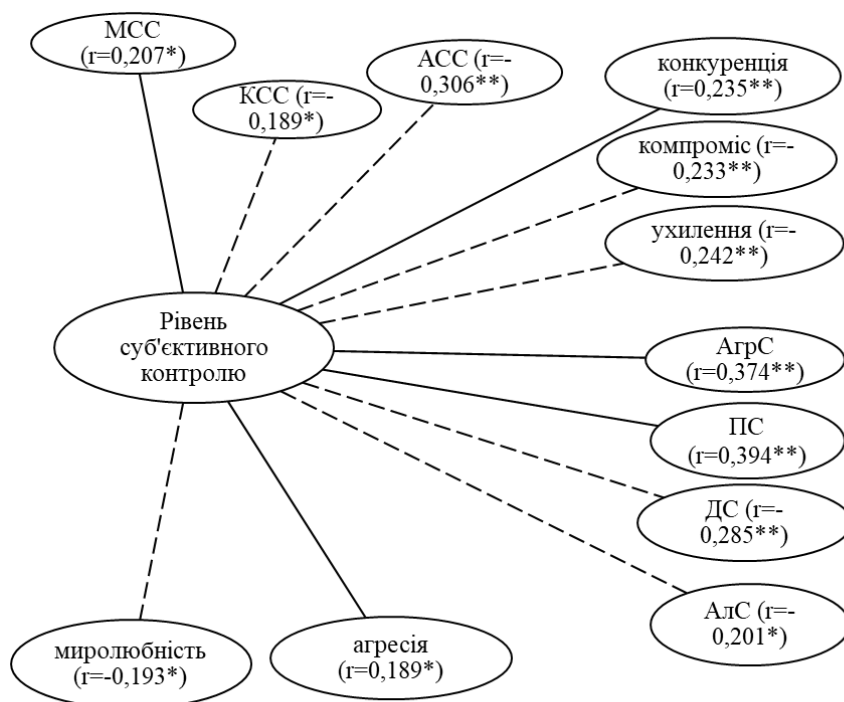 МСС
(r=0,207*)
АСС (r=-
0,306**)
КСС (r=-
0,189*)
конкуренція
(r=0,235**)
компроміс (r=-
0,233**)
ухилення (r=-
0,242**)
Рівень
суб'єктивного
контролю
АгрС
(r=0,374**)
ПС
(r=0,394**)
ДС (r=-
0,285**)
АлС (r=-
0,201*)
миролюбність
(r=-0,193*)
агресія
(r=0,189*)